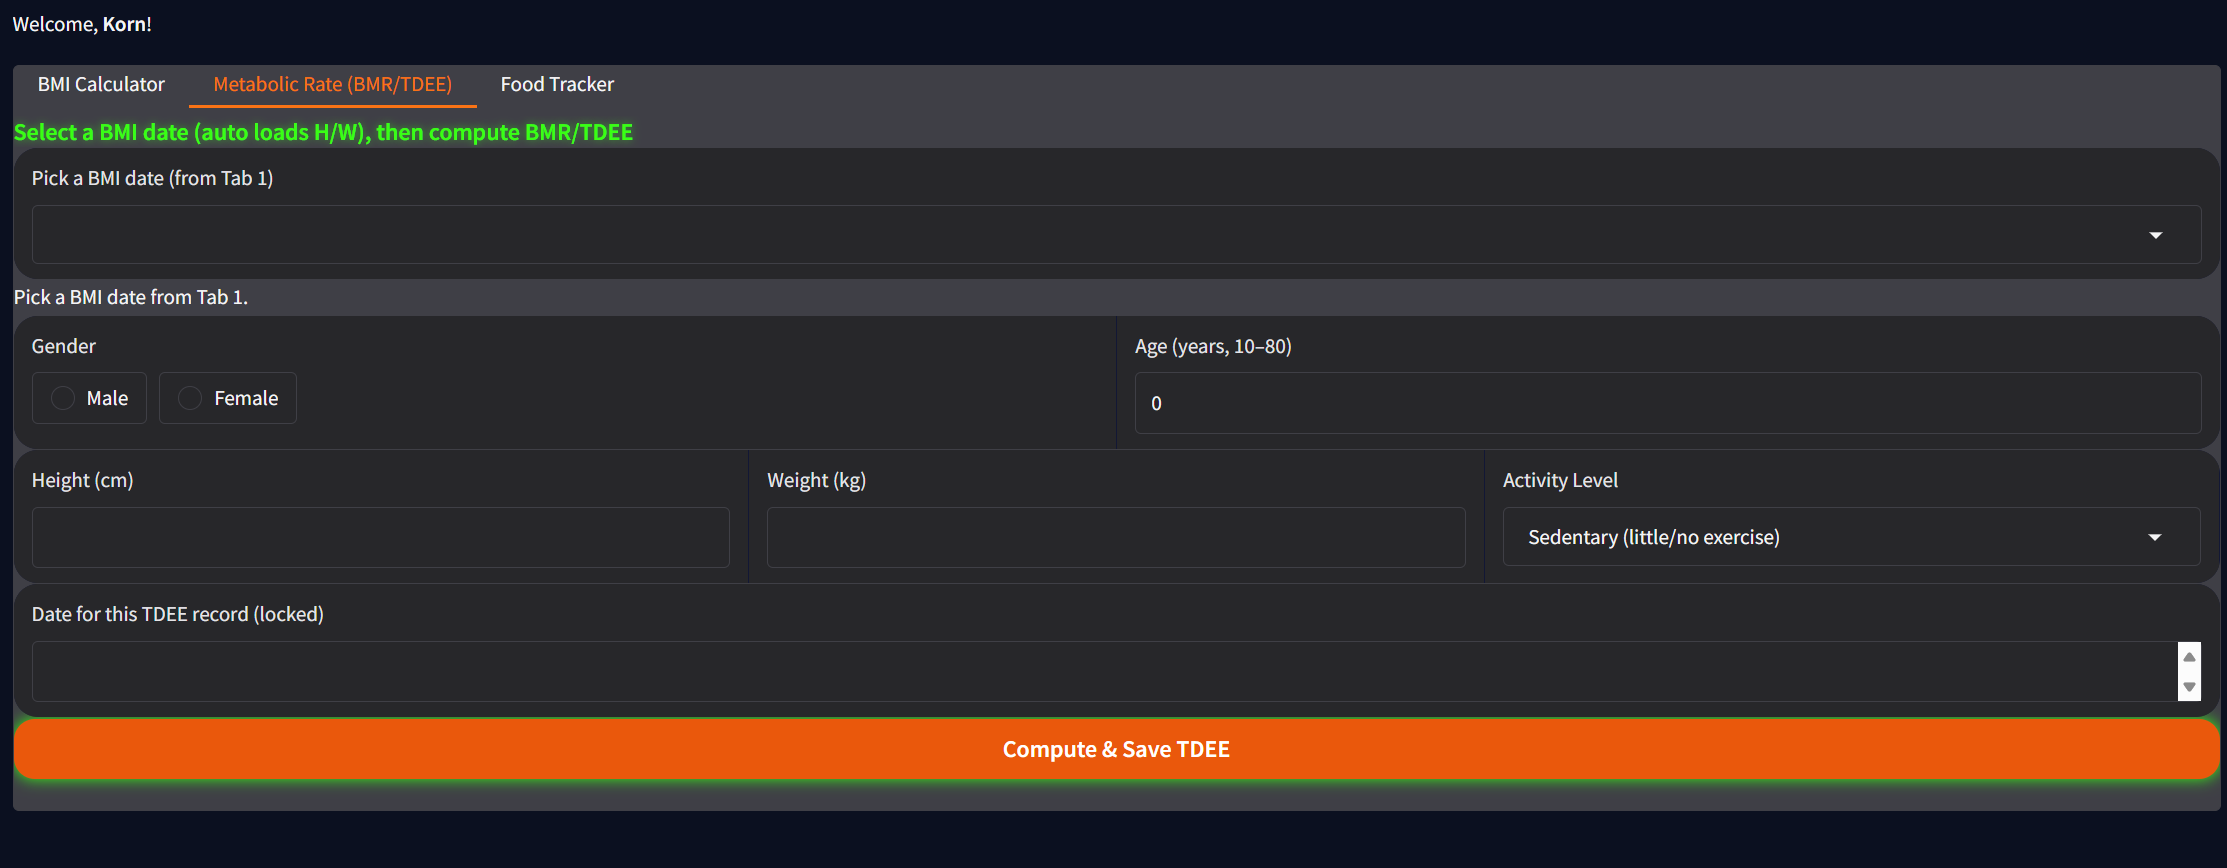 Welcome, Korn!
BMI Calculator Metabolic Rate (BMR/TDEE) Food Tracker
Select a BMI date (auto loads H/W), then compute BMR/TDEE
Pick a BMI date (from Tab 1)
Pick a BMI date from Tab 1.
Gender Age (years, 10–80)
Male Female 0
Height (cm) Weight (kg) Activity Level
Sedentary (little/no exercise)
Date for this TDEE record (locked)
Compute & Save TDEE